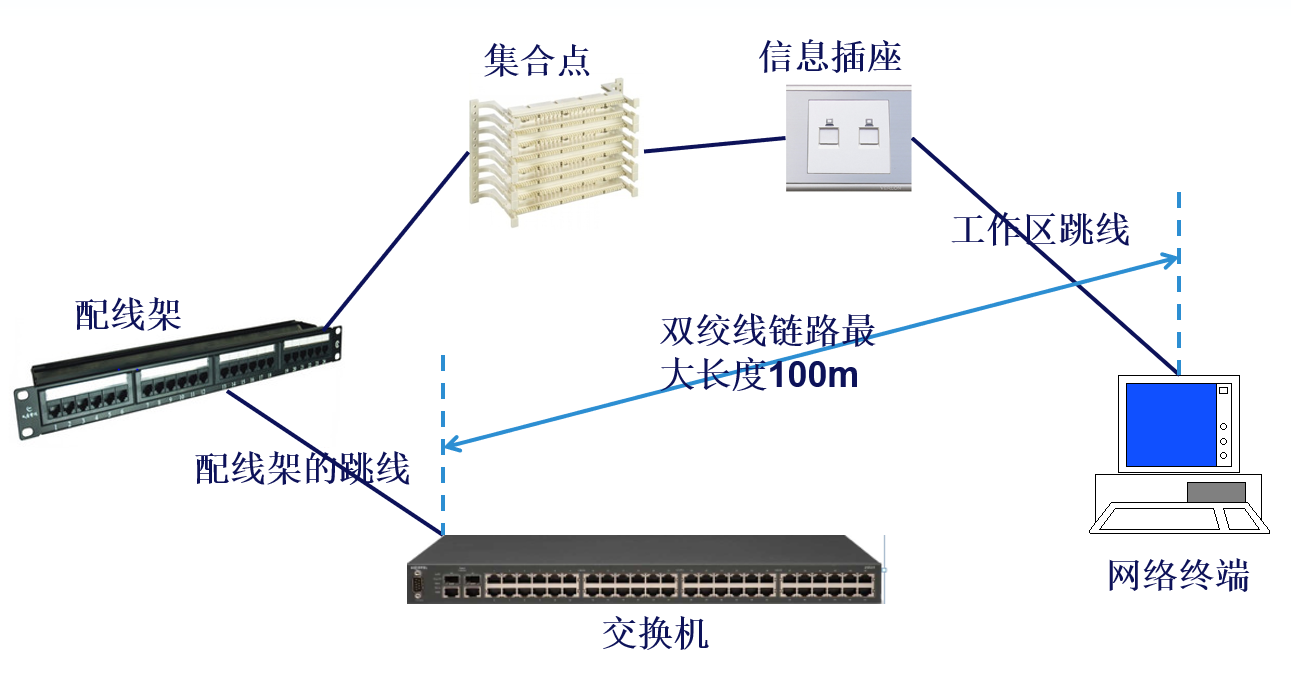 集合点
信息插座
工作区跳线
配线架
双绞线链路最
大长度100m
配线架的跳线
网络终端
交换机